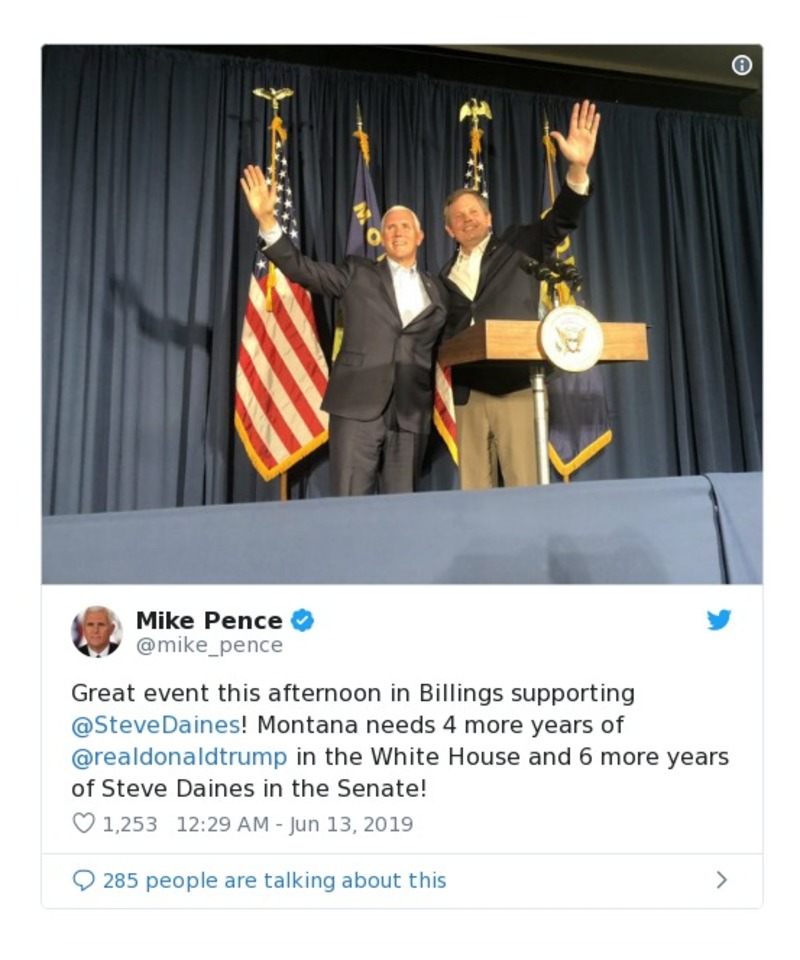 MO
Mike Pence
@mike_pence
Great event this afternoon in Billings supporting
@SteveDaines! Montana needs 4 more years of
@realdonaldtrump in the White House and 6 more years
of Steve Daines in the Senate!
1,253 12:29 AM - Jun 13, 2019
285 people are talking about this